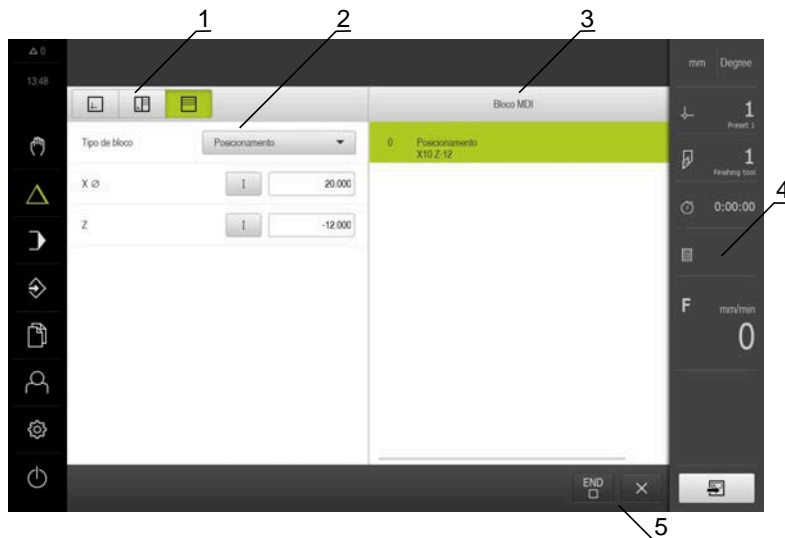 1 2 3
0
13:48
mm Degree
Bloco MDI
1
Preset 1
Tipo de bloco Posicionamento
0 Posicionamento
X10 Z-12
1
Finishing tool
X Ø I 20.000
4
0:00:00
Z I -12.000
F mm/min
0
END
5